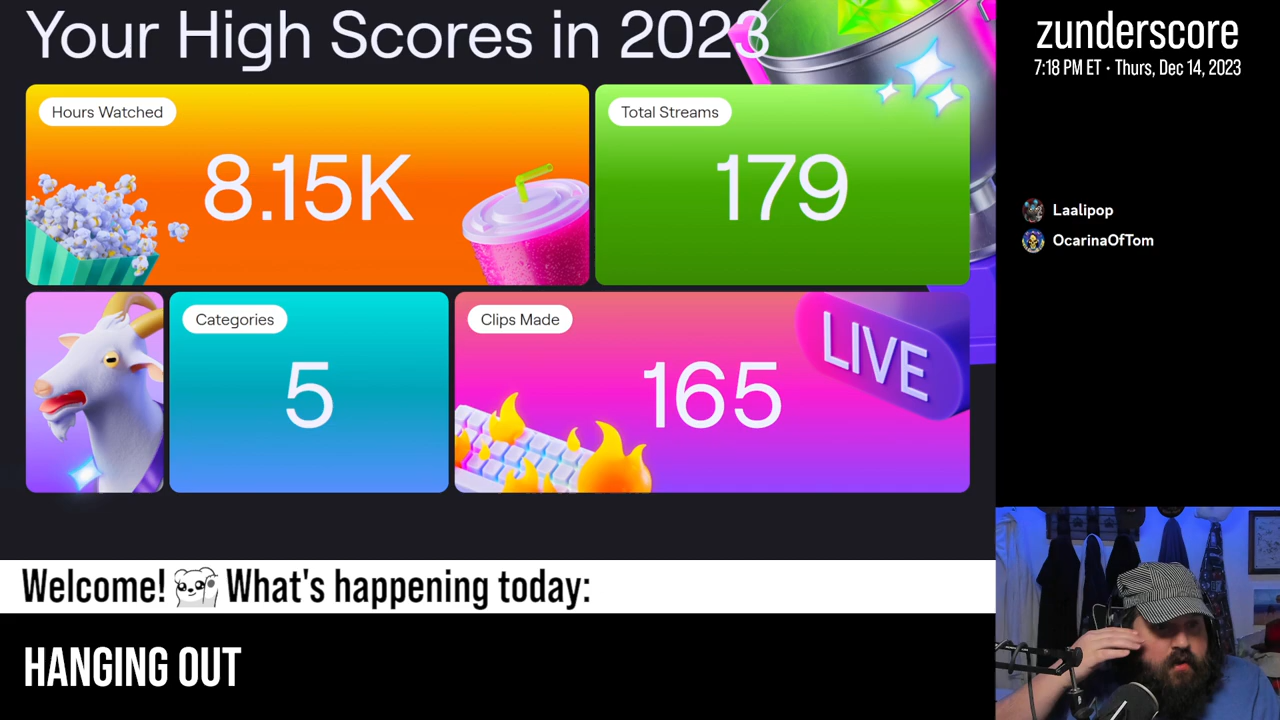 Your High Scores in 2023
Hours Watched
8.15K
Total Streams
179
Categories
5
Clips Made
165
LIVE
Welcome! What's happening today:
HANGING OUT
zunderscore
7:18 PM ET · Thurs, Dec 14, 2023
Laalipop
OcarinaOfTom